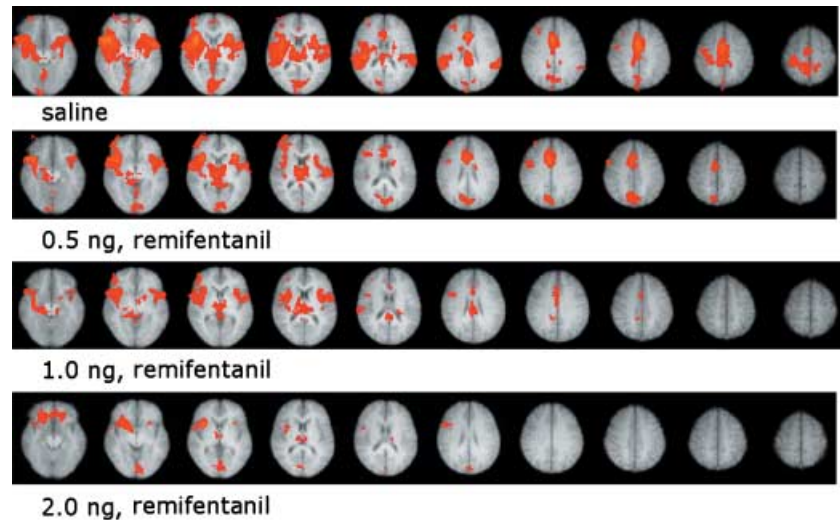 saline
0.5 ng, remifentanil
1.0 ng, remifentanil
2.0 ng, remifentanil